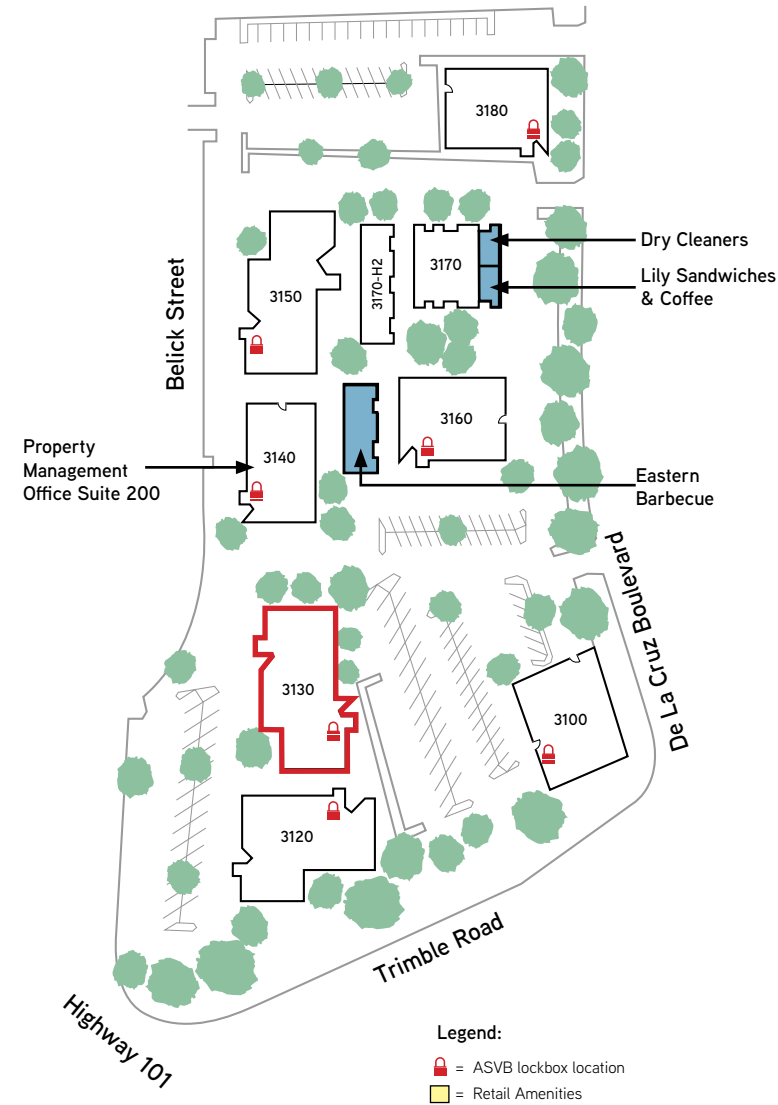 3180
Dry Cleaners
Lily Sandwiches
& Coffee
3170
3170-H2
3150
Belick Street
3160
3140
Property
Management
Office Suite 200
Eastern
Barbecue
De La Cruz Boulevard
3130
3100
3120
Trimble Road
Highway 101
Legend:
= ASVB lockbox location
= Retail Amenities